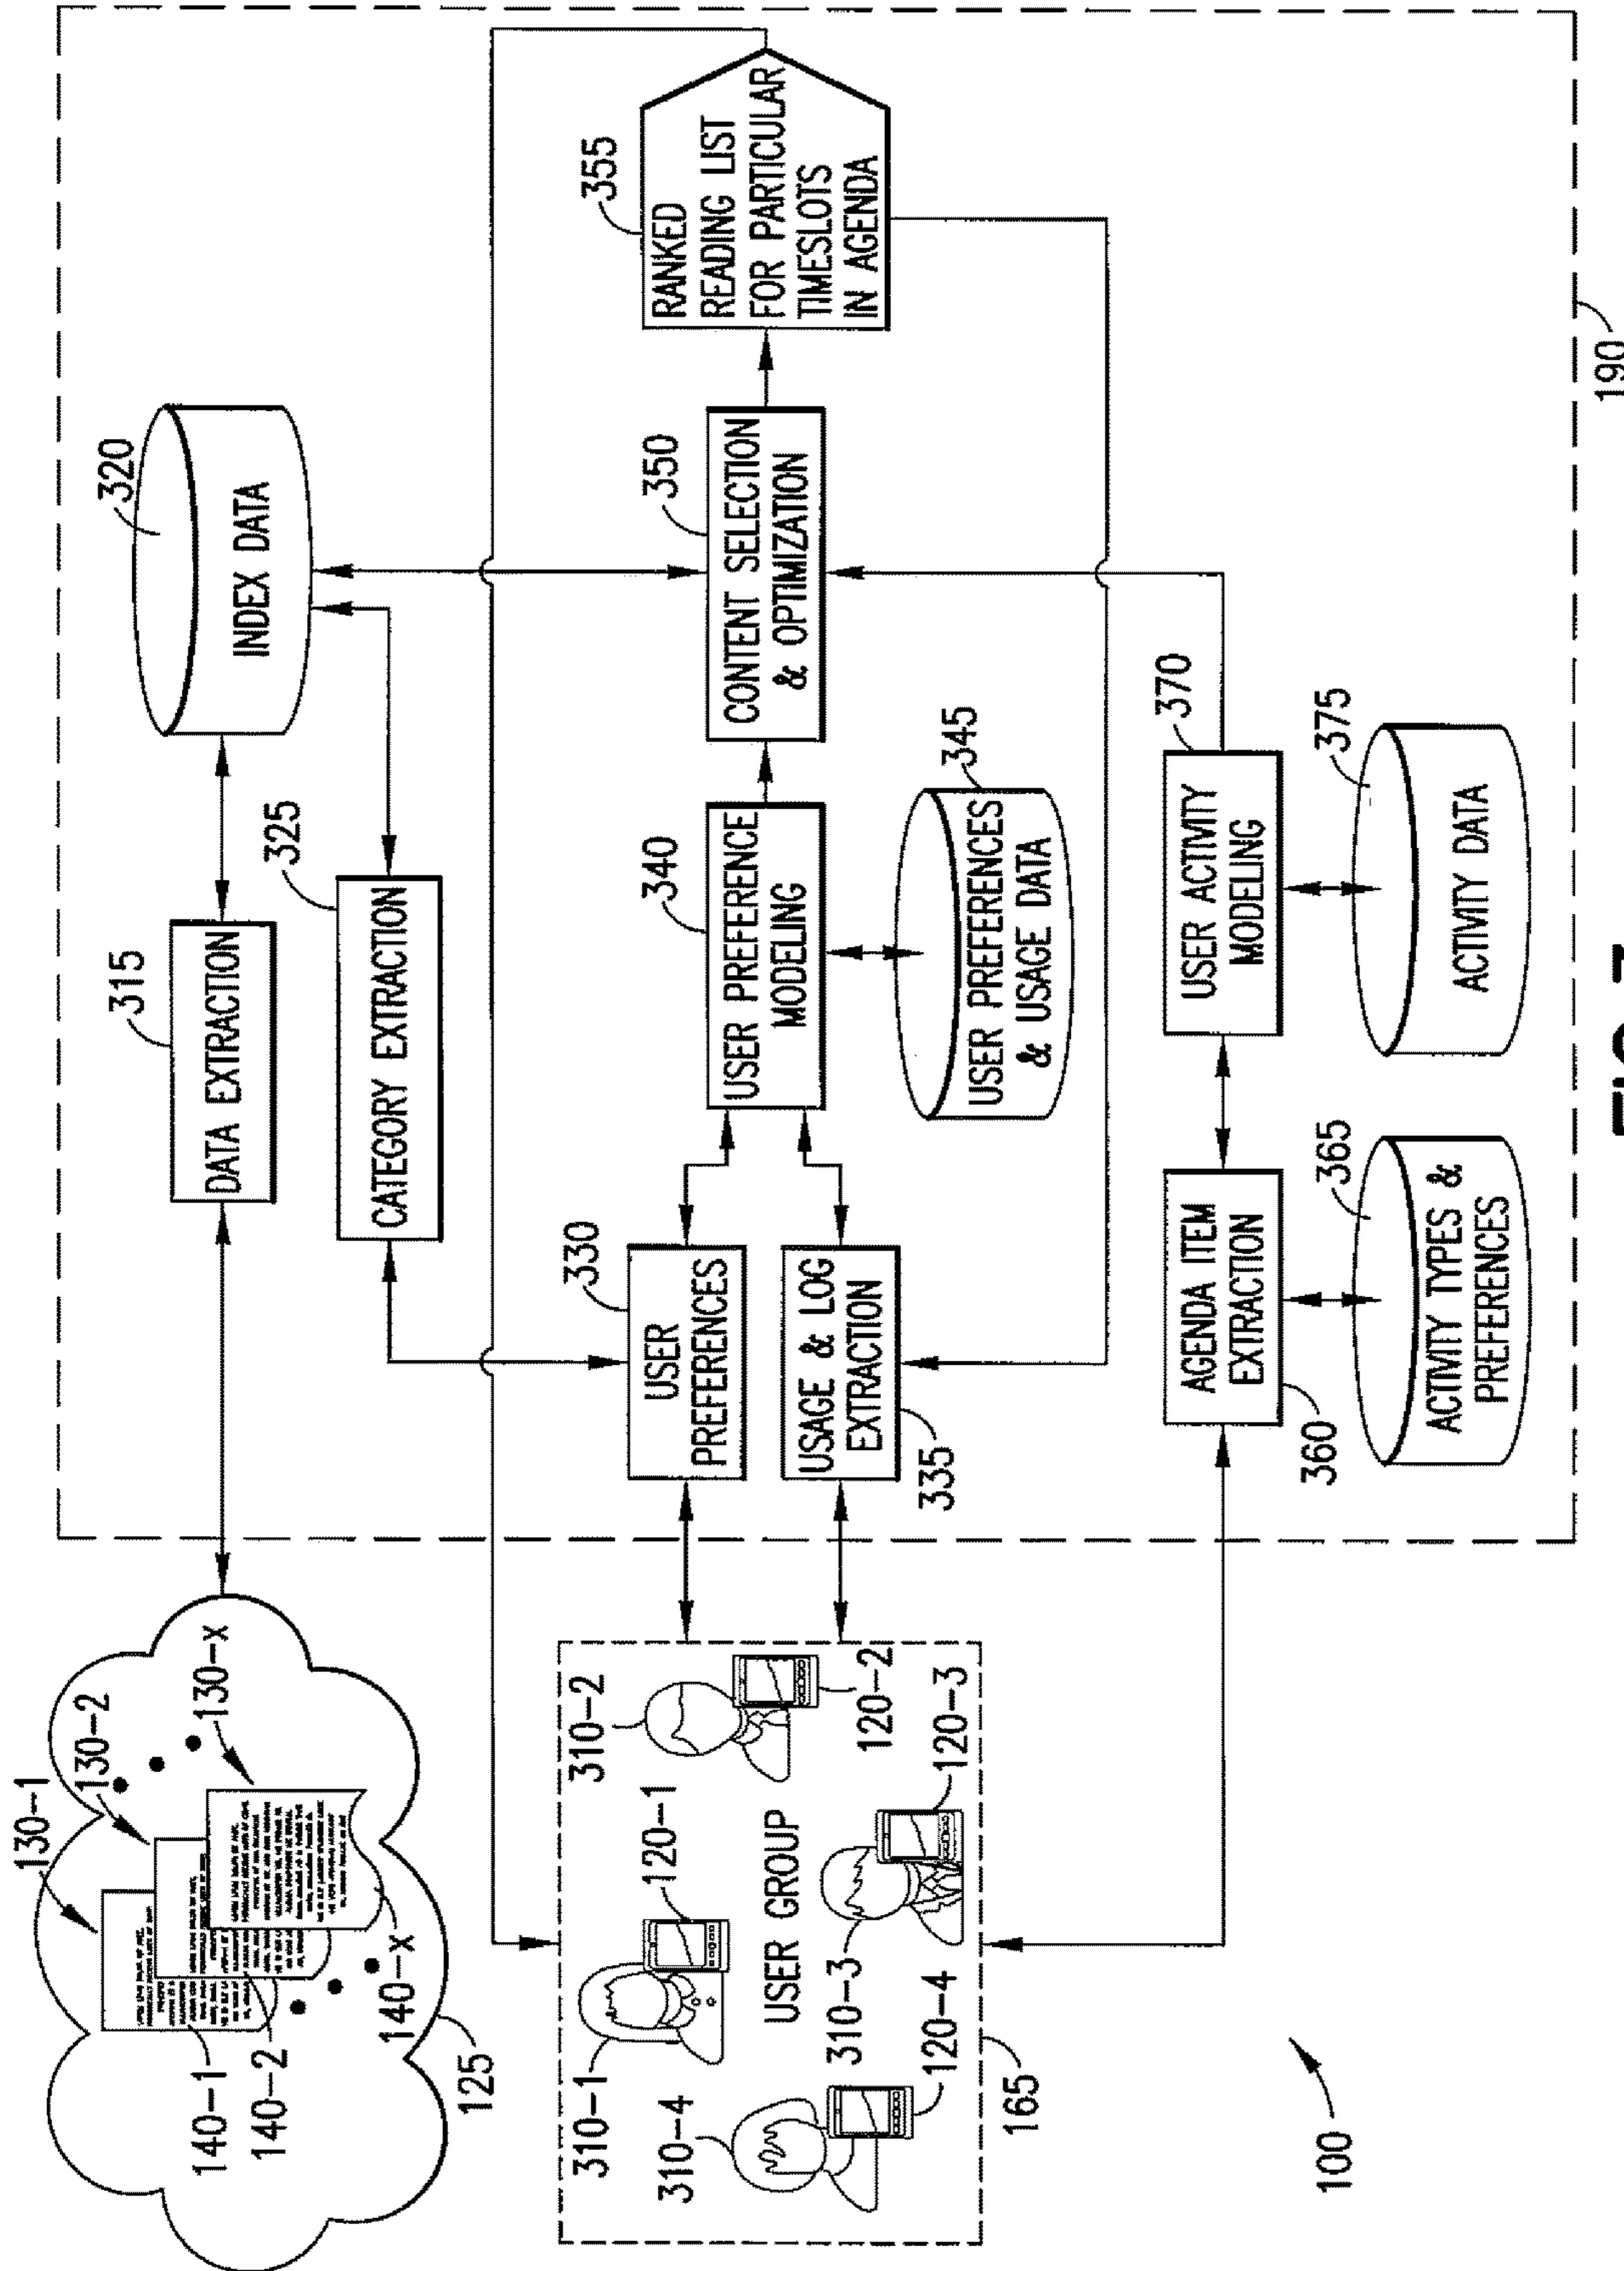 130-1
130-2
130-X
140-1
140-2
140-X
125
315
DATA EXTRACTION
320
INDEX DATA
325
CATEGORY EXTRACTION
310-1
120-1
310-2
120-2
USER GROUP
310-4
120-4
310-3
120-3
165
330
USER
PREFERENCES
USAGE & LOG
EXTRACTION
335
340
USER PREFERENCE
MODELING
345
USER PREFERENCES
& USAGE DATA
350
CONTENT SELECTION
& OPTIMIZATION
355
RANKED
READING LIST
FOR PARTICULAR
TIMESLOTS
IN AGENDA
AGENDA ITEM
EXTRACTION
360
365
ACTIVITY TYPES &
PREFERENCES
370
USER ACTIVITY
MODELING
375
ACTIVITY DATA
190
100